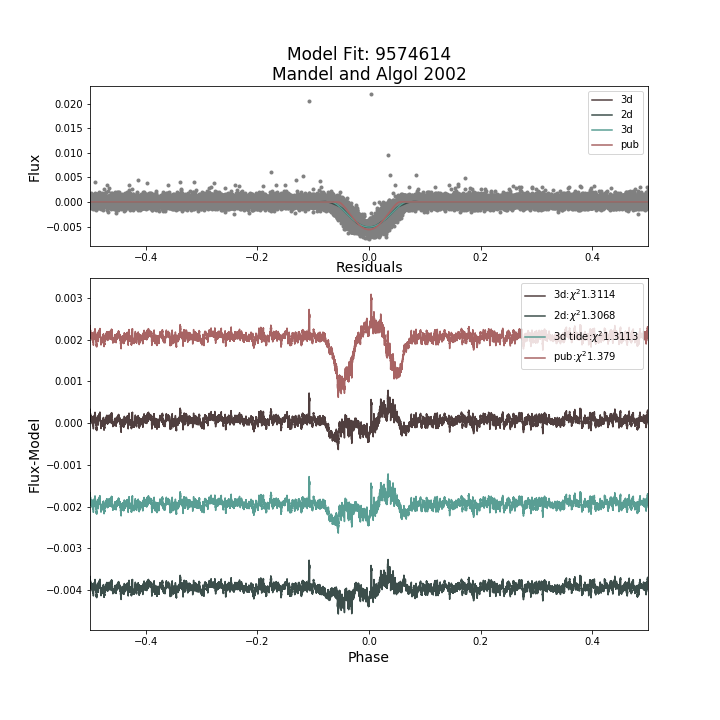 Model Fit: 9574614
Mandel and Algol 2002
Flux
0.020
0.015
0.010
0.005
0.000
−0.005
3d
2d
3d
pub
−0.4
−0.2
0.0
0.2
0.4
Residuals
Flux-Model
0.003
0.002
0.001
0.000
−0.001
−0.002
−0.003
−0.004
3d:χ²1.3114
2d:χ²1.3068
3d tide:χ²1.3113
pub:χ²1.379
−0.4
−0.2
0.0
0.2
0.4
Phase